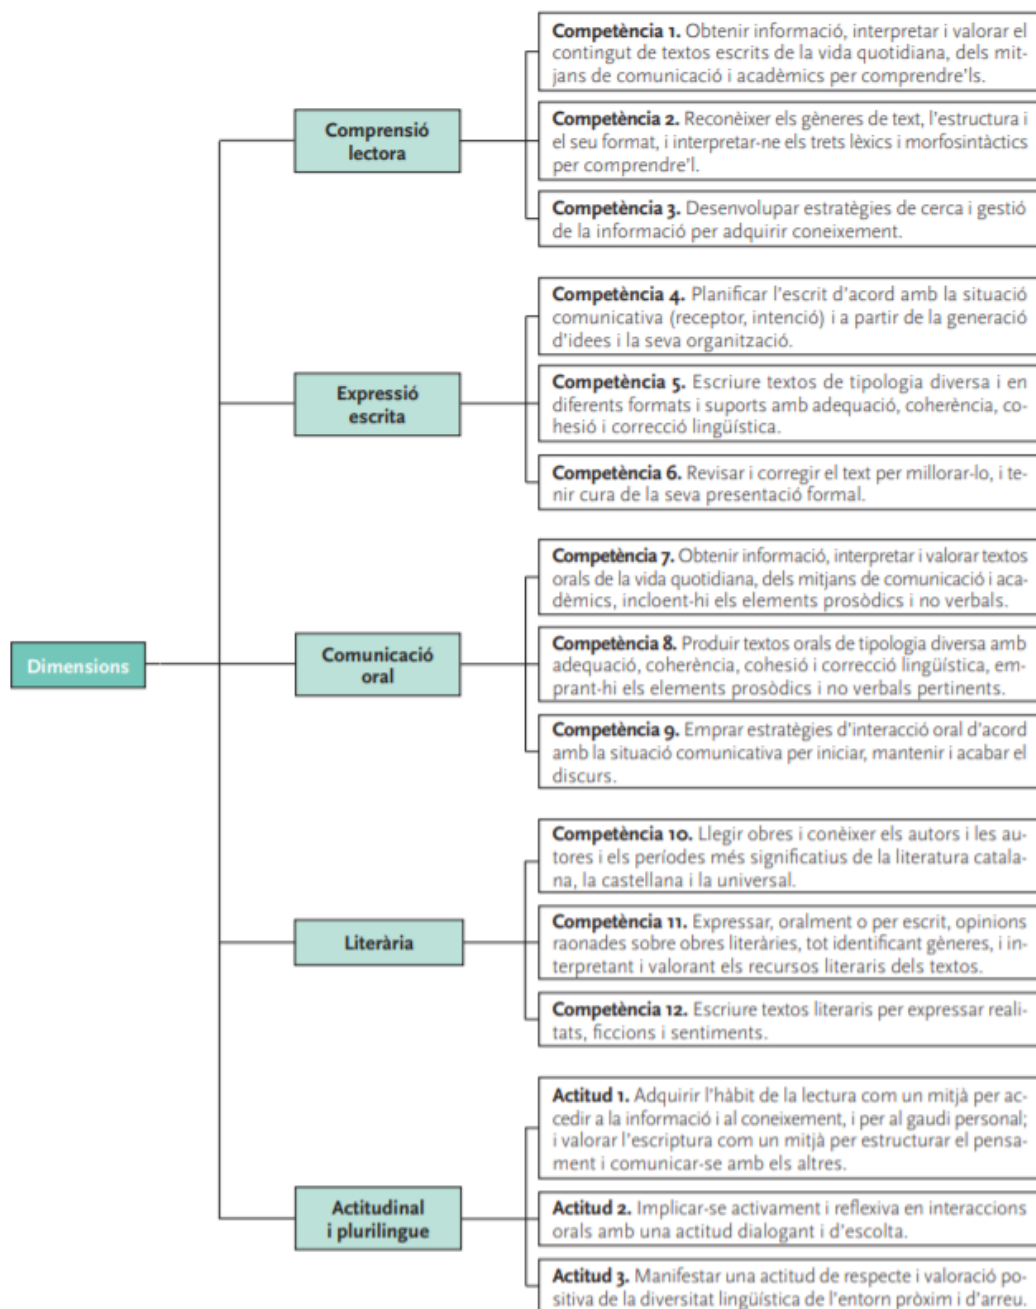 Competència 1. Obtenir informació, interpretar i valorar el
contingut de textos escrits de la vida quotidiana, dels mit-
jans de comunicació i acadèmics per comprendre'ls.
Comprensió
lectora
Competència 2. Reconèixer els gèneres de text, l'estructura i
el seu format, i interpretar-ne els trets lèxics i morfosintàctics
per comprendre'l.
Competència 3. Desenvolupar estratègies de cerca i gestió
de la informació per adquirir coneixement.
Competència 4. Planificar l'escrit d'acord amb la situació
comunicativa (receptor, intenció) i a partir de la generació
d'idees i la seva organització.
Expressió
escrita
Competència 5. Escriure textos de tipologia diversa i en
diferents formats i suports amb adequació, coherència, co-
hesió i correcció lingüística.
Competència 6. Revisar i corregir el text per millorar-lo, i te-
nir cura de la seva presentació formal.
Competència 7. Obtenir informació, interpretar i valorar textos
orals de la vida quotidiana, dels mitjans de comunicació i aca-
dèmics, incloent-hi els elements prosòdics i no verbals.
Dimensions
Comunicació
oral
Competència 8. Produir textos orals de tipologia diversa amb
adequació, coherència, cohesió i correcció lingüística, em-
prant-hi els elements prosòdics i no verbals pertinents.
Competència 9. Emprar estratègies d'interacció oral d'acord
amb la situació comunicativa per iniciar, mantenir i acabar el
discurs.
Competència 10. Llegir obres i conèixer els autors i les au-
tores i els períodes més significatius de la literatura catala-
na, la castellana i la universal.
Literària
Competència 11. Expressar, oralment o per escrit, opinions
raonades sobre obres literàries, tot identificant gèneres, i in-
terpretant i valorant els recursos literaris dels textos.
Competència 12. Escriure textos literaris per expressar reali-
tats, ficcions i sentiments.
Actitud 1. Adquirir l'hàbit de la lectura com un mitjà per ac-
cedir a la informació i al coneixement, i per al gaudi personal;
i valorar l'escriptura com un mitjà per estructurar el pensa-
ment i comunicar-se amb els altres.
Actitudinal
i plurilingue
Actitud 2. Implicar-se activament i reflexiva en interaccions
orals amb una actitud dialogant i d'escolta.
Actitud 3. Manifestar una actitud de respecte i valoració po-
sitiva de la diversitat lingüística de l'entorn pròxim i d'arreu.